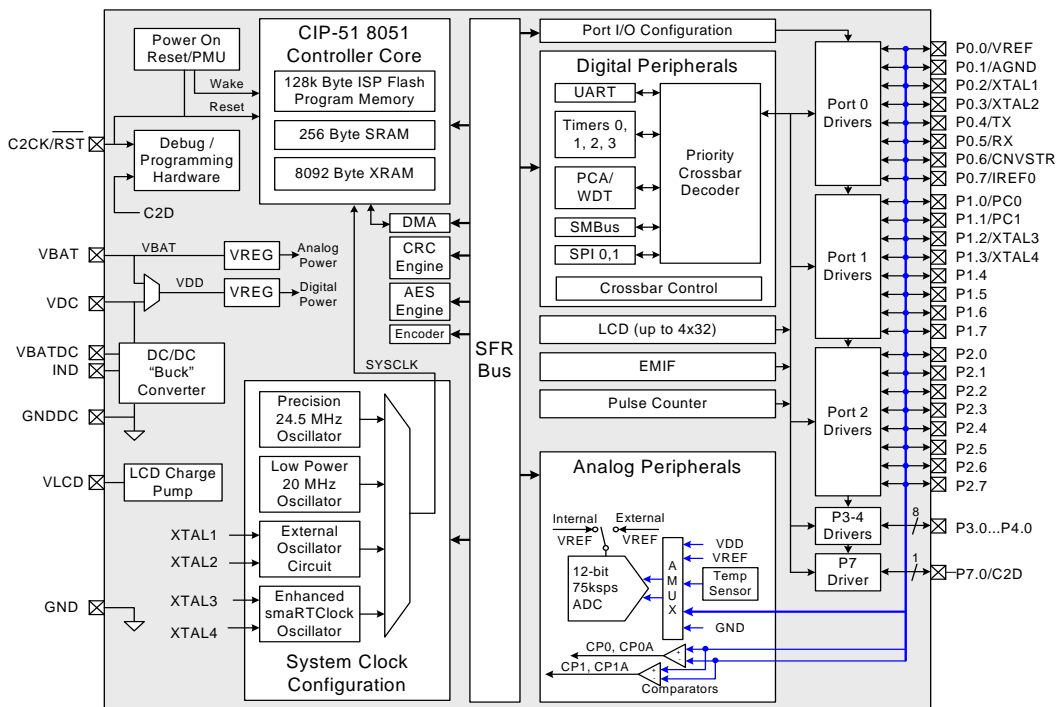 Power On
Reset/PMU
Wake
Reset
C2CK/RST
Debug /
Programming
Hardware
C2D
VBAT
VBAT
VREG
Analog
Power
VDC
VDD
VREG
Digital
Power
VBATDC
IND
DC/DC
“Buck”
Converter
GNDDC
VLCD
LCD Charge
Pump
XTAL1
XTAL2
XTAL3
XTAL4
GND
CIP-51 8051
Controller Core
128k Byte ISP Flash
Program Memory
256 Byte SRAM
8092 Byte XRAM
DMA
CRC
Engine
AES
Engine
Encoder
SYSCLK
Precision
24.5 MHz
Oscillator
Low Power
20 MHz
Oscillator
External
Oscillator
Circuit
Enhanced
smaRTClock
Oscillator
System Clock
Configuration
SFR
Bus
Port I/O Configuration
Digital Peripherals
UART
Timers 0,
1, 2, 3
PCA/
WDT
SMBus
SPI 0,1
Priority
Crossbar
Decoder
Crossbar Control
LCD (up to 4x32)
EMIF
Pulse Counter
Analog Peripherals
Internal
VREF
External
VREF
12-bit
75ksps
ADC
AMUX
VDD
VREF
Temp
Sensor
GND
CP0, CP0A
+
-
CP1, CP1A
+
-
Comparators
Port 0
Drivers
Port 1
Drivers
Port 2
Drivers
P3-4
Drivers
P7
Driver
8
1
P0.0/VREF
P0.1/AGND
P0.2/XTAL1
P0.3/XTAL2
P0.4/TX
P0.5/RX
P0.6/CNVSTR
P0.7/IREF0
P1.0/PC0
P1.1/PC1
P1.2/XTAL3
P1.3/XTAL4
P1.4
P1.5
P1.6
P1.7
P2.0
P2.1
P2.2
P2.3
P2.4
P2.5
P2.6
P2.7
P3.0...P4.0
P7.0/C2D